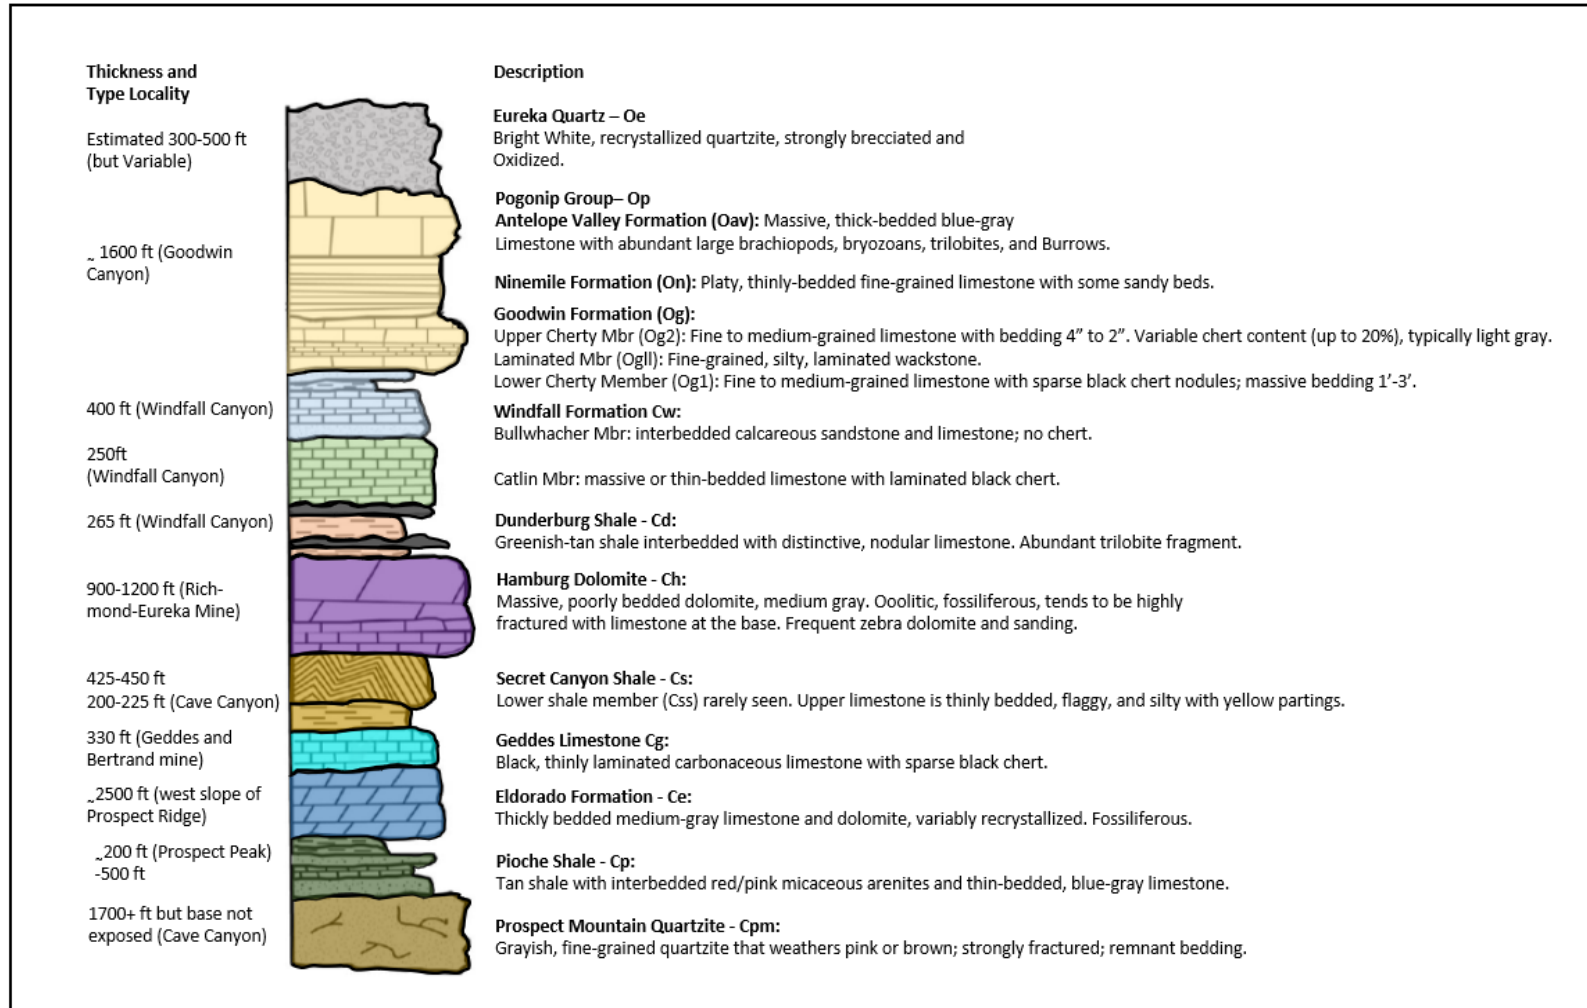 Thickness and
Type Locality
Description
Estimated 300-500 ft
(but Variable)
Eureka Quartz – Oe
Bright White, recrystallized quartzite, strongly brecciated and
Oxidized.
~ 1600 ft (Goodwin
Canyon)
Pogonip Group– Op
Antelope Valley Formation (Oav): Massive, thick-bedded blue-gray
Limestone with abundant large brachiopods, bryozoans, trilobites, and Burrows.
Ninemile Formation (On): Platy, thinly-bedded fine-grained limestone with some sandy beds.
Goodwin Formation (Og):
Upper Cherty Mbr (Og2): Fine to medium-grained limestone with bedding 4” to 2”. Variable chert content (up to 20%), typically light gray.
Laminated Mbr (Ogll): Fine-grained, silty, laminated wackstone.
Lower Cherty Member (Og1): Fine to medium-grained limestone with sparse black chert nodules; massive bedding 1’-3’.
400 ft (Windfall Canyon)
Windfall Formation Cw:
Bullwhacher Mbr: interbedded calcareous sandstone and limestone; no chert.
250ft
(Windfall Canyon)
Catlin Mbr: massive or thin-bedded limestone with laminated black chert.
265 ft (Windfall Canyon)
Dunderburg Shale - Cd:
Greenish-tan shale interbedded with distinctive, nodular limestone. Abundant trilobite fragment.
900-1200 ft (Rich-
mond-Eureka Mine)
Hamburg Dolomite - Ch:
Massive, poorly bedded dolomite, medium gray. Ooolitic, fossiliferous, tends to be highly
fractured with limestone at the base. Frequent zebra dolomite and sanding.
425-450 ft
200-225 ft (Cave Canyon)
Secret Canyon Shale - Cs:
Lower shale member (Css) rarely seen. Upper limestone is thinly bedded, flaggy, and silty with yellow partings.
330 ft (Geddes and
Bertrand mine)
Geddes Limestone Cg:
Black, thinly laminated carbonaceous limestone with sparse black chert.
~2500 ft (west slope of
Prospect Ridge)
Eldorado Formation - Ce:
Thickly bedded medium-gray limestone and dolomite, variably recrystallized. Fossiliferous.
~200 ft (Prospect Peak)
-500 ft
Pioche Shale - Cp:
Tan shale with interbedded red/pink micaceous arenites and thin-bedded, blue-gray limestone.
1700+ ft but base not
exposed (Cave Canyon)
Prospect Mountain Quartzite - Cpm:
Grayish, fine-grained quartzite that weathers pink or brown; strongly fractured; remnant bedding.